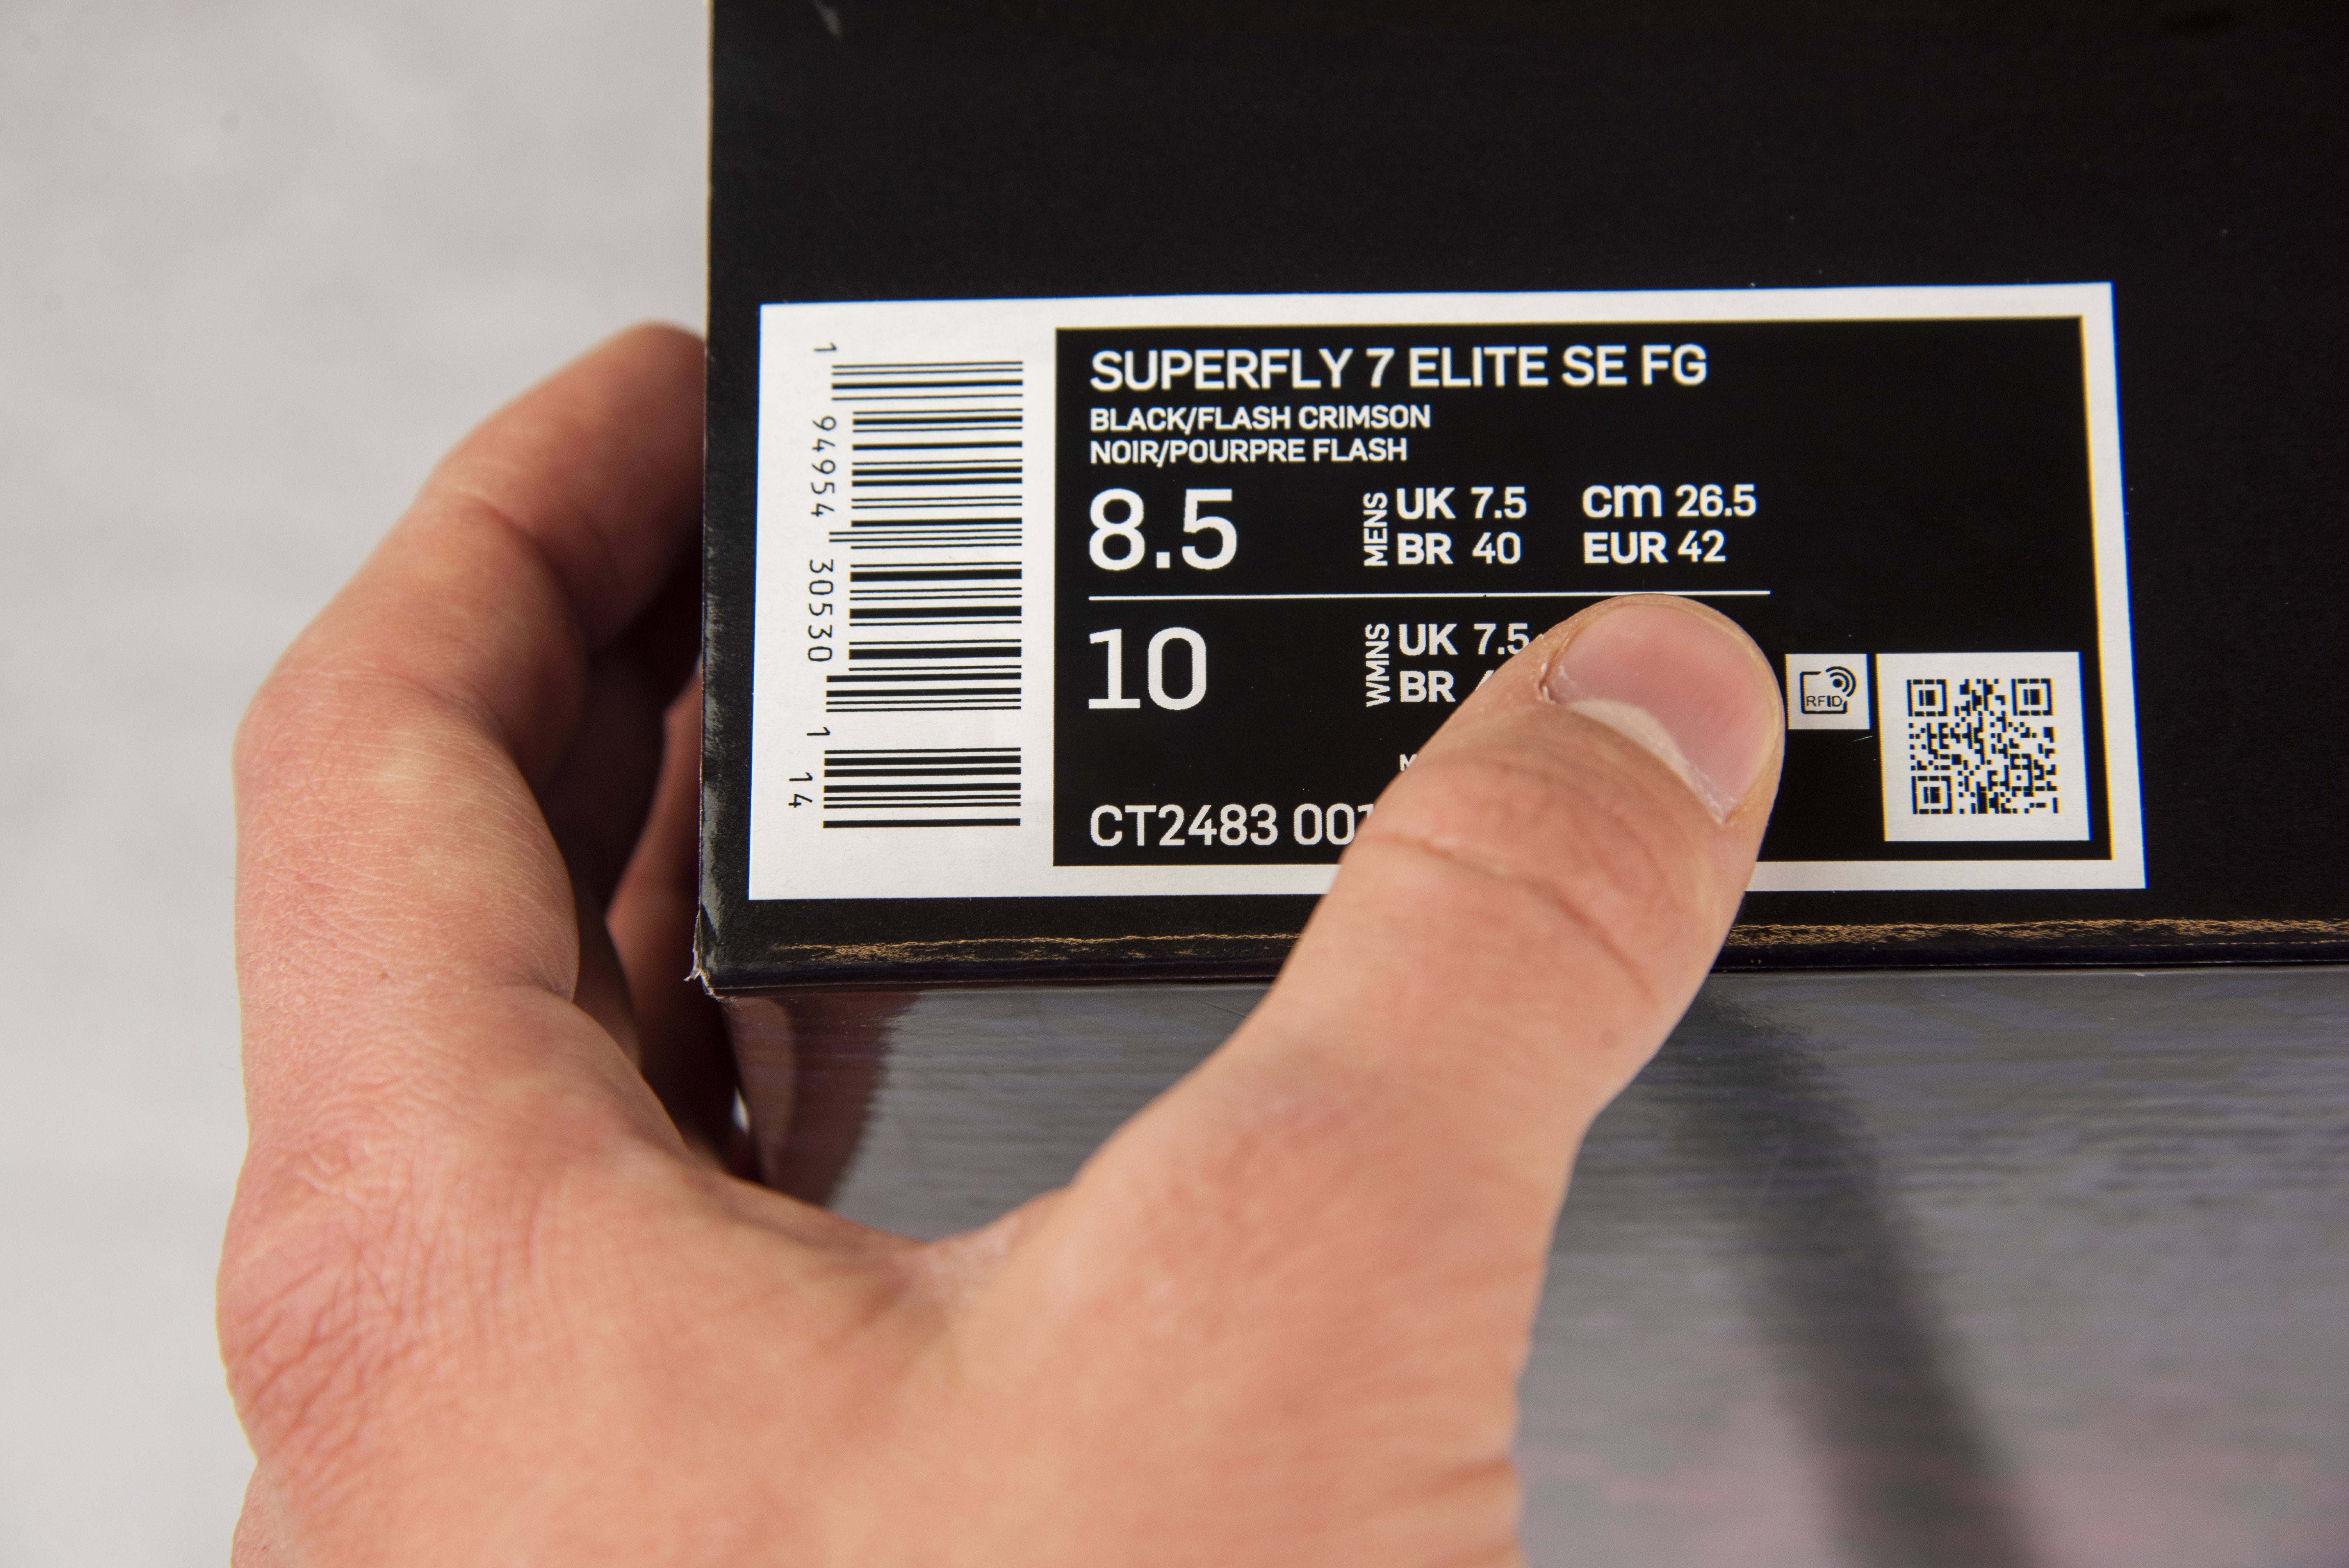 SUPERFLY 7 ELITE SE FG
BLACK/FLASH CRIMSON
NOIR/POURPRE FLASH
8.5 MENS UK 7.5 cm 26.5
BR 40 EUR 42
10 WMNS UK 7.5
BR
CT2483 001
RFID
1 94954 30530 1 14